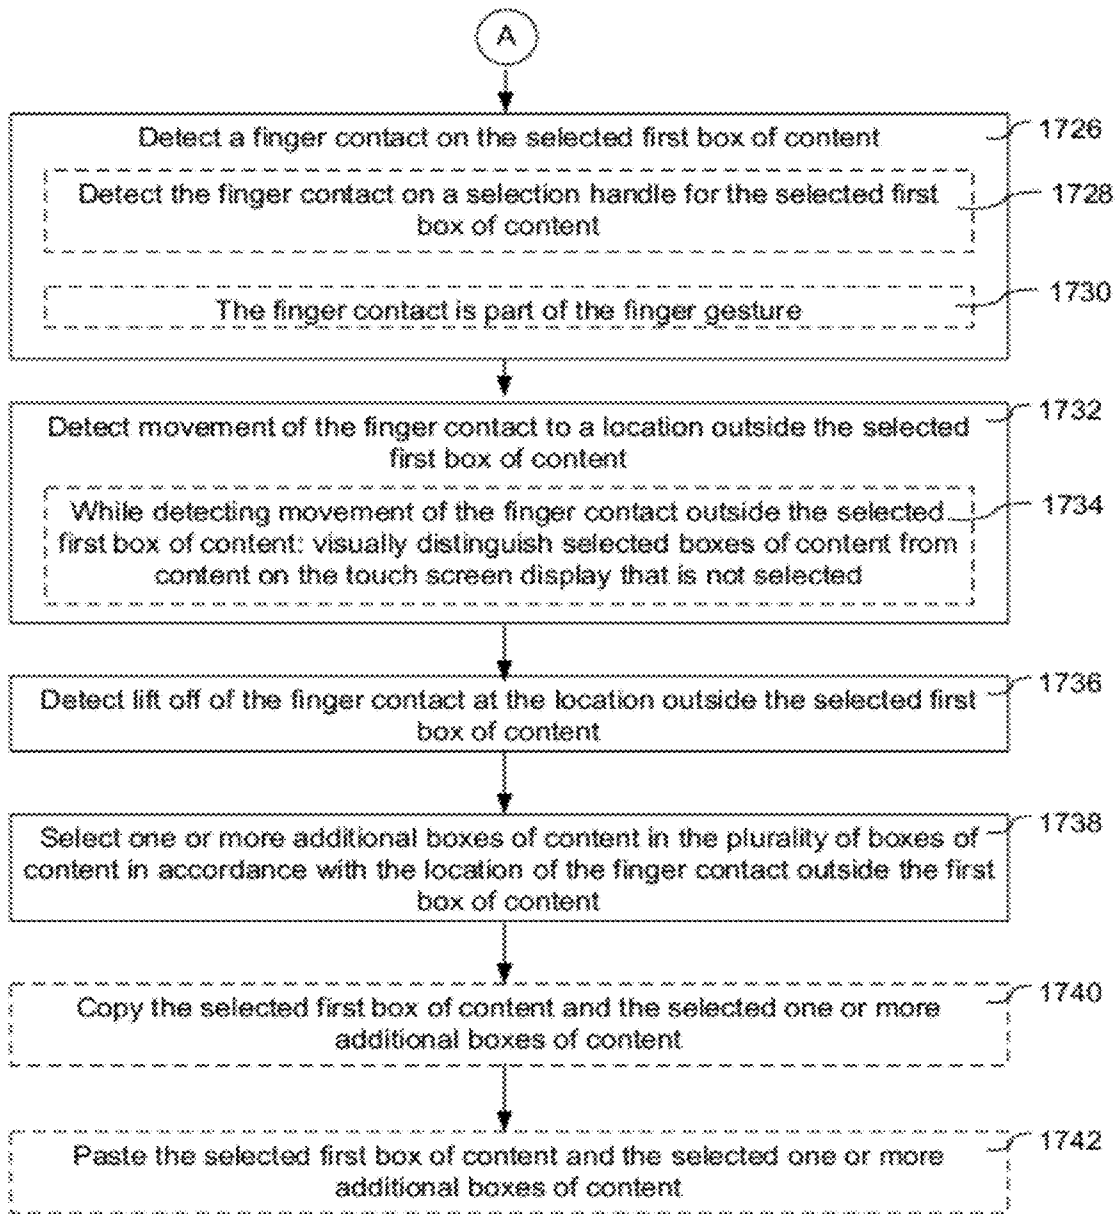 A
Detect a finger contact on the selected first box of content
1726
Detect the finger contact on a selection handle for the selected first
box of content
1728
The finger contact is part of the finger gesture
1730
Detect movement of the finger contact to a location outside the selected
first box of content
1732
While detecting movement of the finger contact outside the selected
first box of content: visually distinguish selected boxes of content from
content on the touch screen display that is not selected
1734
Detect lift off of the finger contact at the location outside the selected first
box of content
1736
Select one or more additional boxes of content in the plurality of boxes of
content in accordance with the location of the finger contact outside the first
box of content
1738
Copy the selected first box of content and the selected one or more
additional boxes of content
1740
Paste the selected first box of content and the selected one or more
additional boxes of content
1742